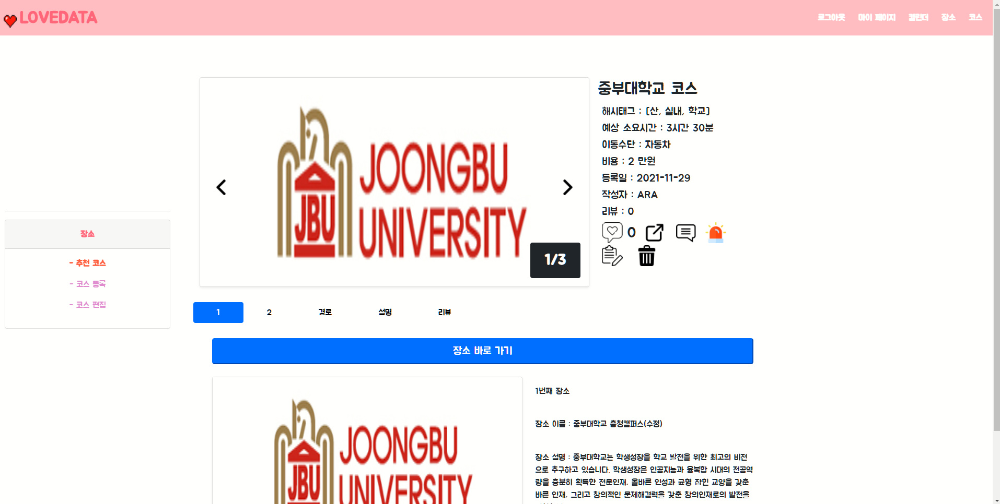 LOVEDATA
로그아웃 마이 페이지 캘린더 장소 코스
JOONGBU
UNIVERSITY
JBU
1/3
중부대학교 코스
해시태그 : [산, 실내, 학교]
예상 소요시간 : 3시간 30분
이동수단 : 자동차
비용 : 2 만원
등록일 : 2021-11-29
작성자 : ARA
리뷰 : 0
0
장소
- 추천 코스
- 코스 등록
- 코스 편집
1 2 경로 설명 리뷰
장소 바로 가기
JOONGBU
UNIVERSITY
JBU
1번째 장소
장소 이름 : 중부대학교 충청캠퍼스(수정)
장소 설명 : 중부대학교는 학생성장을 학교 발전을 위한 최고의 비전
으로 추구하고 있습니다. 학생성장은 인공지능과 융복합 시대의 전공역
량을 충분히 획득한 전문인재, 올바른 인성과 균형 잡힌 교양을 갖춘
바른 인재, 그리고 창의적인 문제해결력을 갖춘 창의인재로의 발전을